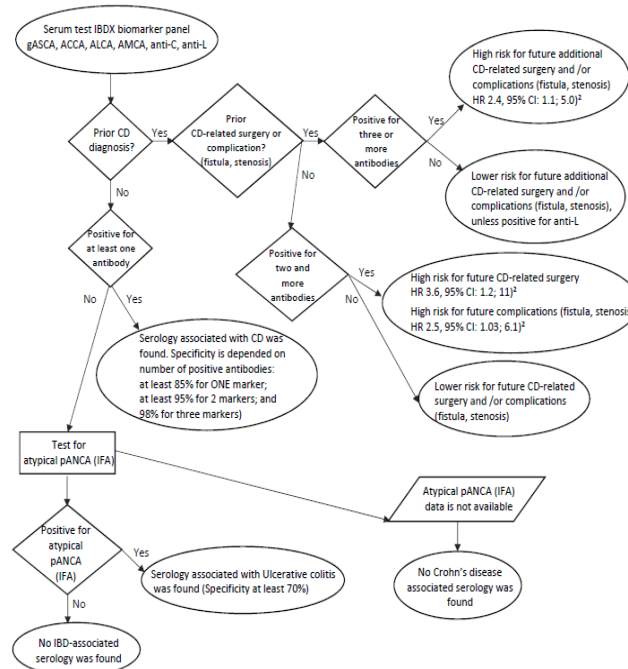 Serum test IBDX biomarker panel
gASCA, ACCA, ALCA, AMCA, anti-C, anti-L
High risk for future additional
CD-related surgery and /or
complications (fistula, stenosis)
HR 2.4, 95% CI: 1.1; 5.0)²
Prior CD
diagnosis?
Yes
Prior
CD-related surgery or
complication?
(fistula, stenosis)
Yes
Positive for
three or
more
antibodies
Yes
No
Lower risk for future additional
CD-related surgery and /or
complications (fistula, stenosis),
unless positive for anti-L
No
No
Positive for
at least one
antibody
Positive for
two and
more
antibodies
Yes
No
High risk for future CD-related surgery
HR 3.6, 95% CI: 1.2; 11)²
High risk for future complications (fistula, stenosis
HR 2.5, 95% CI: 1.03; 6.1)²
No
Yes
Serology associated with CD was
found. Specificity is depended on
number of positive antibodies:
at least 85% for ONE marker;
at least 95% for 2 markers; and
98% for three markers)
Lower risk for future CD-related
surgery and /or complications
(fistula, stenosis)
Test for
atypical pANCA (IFA)
Atypical pANCA (IFA)
data is not available
Positive for
atypical
pANCA
(IFA)
Yes
Serology associated with Ulcerative colitis
was found (Specificity at least 70%)
No Crohn's disease
associated serology was
found
No
No IBD-associated
serology was found